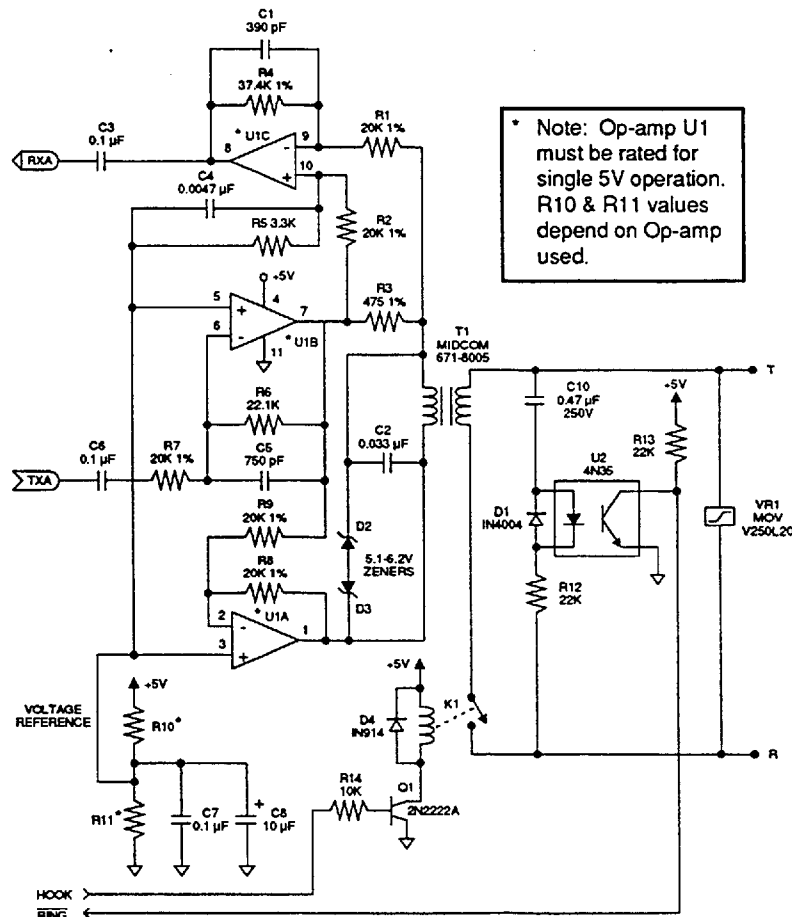 C1
390 pF
R4
37.4K 1%
C3
0.1 µF
* U1C
R1
20K 1%
RXA
8
9
-
10
+
C4
0.0047 µF
R5 3.3K
R2
20K 1%
* Note: Op-amp U1
must be rated for
single 5V operation.
R10 & R11 values
depend on Op-amp
used.
+5V
R3
475 1%
5
+
4
7
6
-
11
* U1B
T1
MIDCOM
671-8005
T
R6
22.1K
C10
0.47 µF
250V
+5V
C2
0.033 µF
R13
22K
C6
0.1 µF
R7
20K 1%
C5
750 pF
U2
4N35
TXA
R9
20K 1%
D1
IN4004
VR1
MOV
V250L20
D2
5.1-6.2V
ZENERS
R8
20K 1%
D3
R12
22K
* U1A
2
-
1
3
+
+5V
VOLTAGE
REFERENCE
+5V
K1
D4
IN914
R10*
R
R14
10K
Q1
2N2222A
R11*
C7
0.1 µF
+
C8
10 µF
HOOK
RING